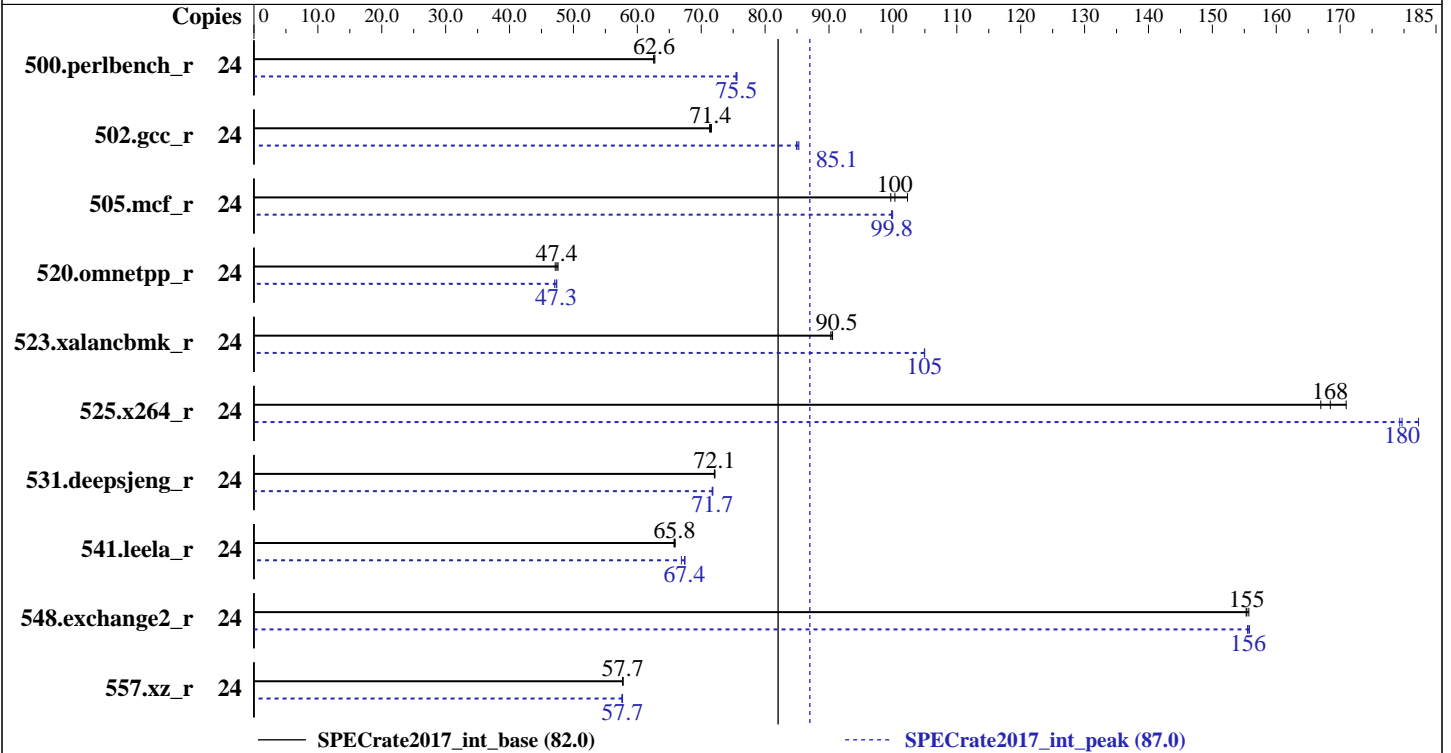 Copies 0 10.0 20.0 30.0 40.0 50.0 60.0 70.0 80.0 90.0 100 110 120 130 140 150 160 170 185
62.6
500.perlbench_r 24
75.5
71.4
502.gcc_r 24
85.1
100
505.mcf_r 24
99.8
47.4
520.omnetpp_r 24
47.3
90.5
523.xalancbmk_r 24
105
168
525.x264_r 24
180
72.1
531.deepsjeng_r 24
71.7
65.8
541.leela_r 24
67.4
155
548.exchange2_r 24
156
57.7
557.xz_r 24
57.7
SPECrate2017_int_base (82.0) SPECrate2017_int_peak (87.0)